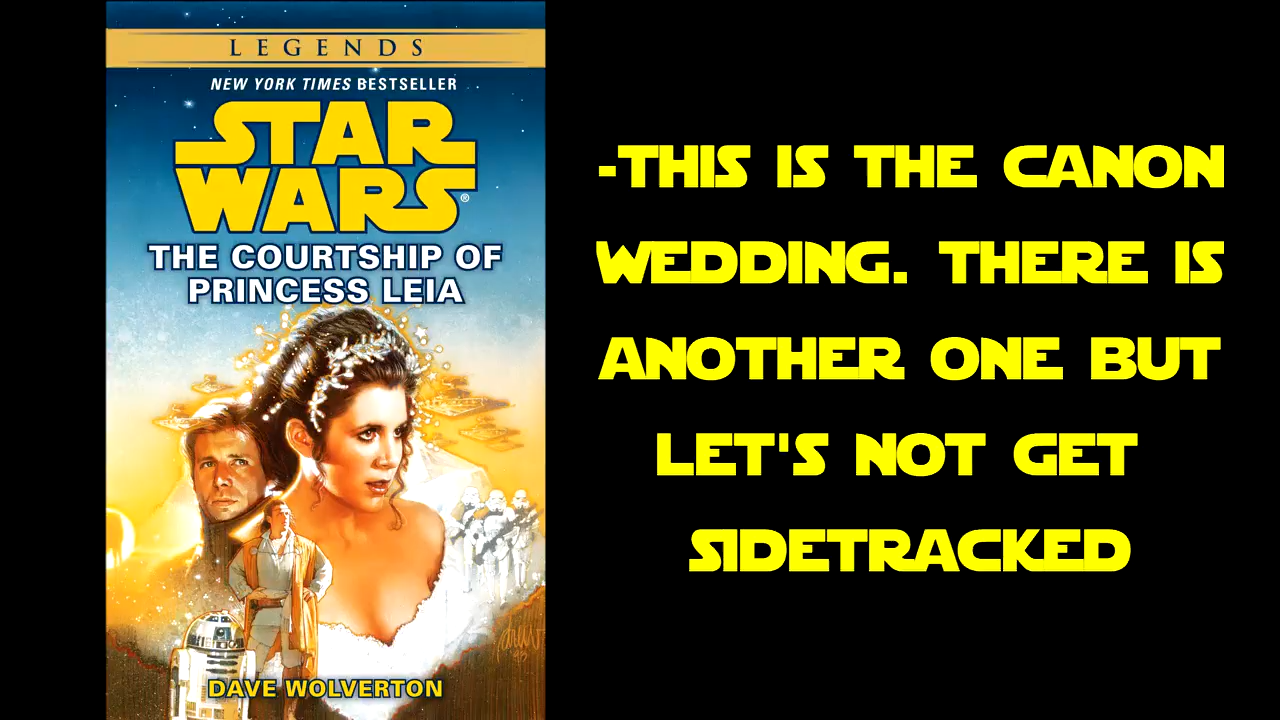 LEGENDS
NEW YORK TIMES BESTSELLER
STAR
WARS®
THE COURTSHIP OF
PRINCESS LEIA
DAVE WOLVERTON
-THIS IS THE CANON
WEDDING. THERE IS
ANOTHER ONE BUT
LET'S NOT GET
SIDETRACKED